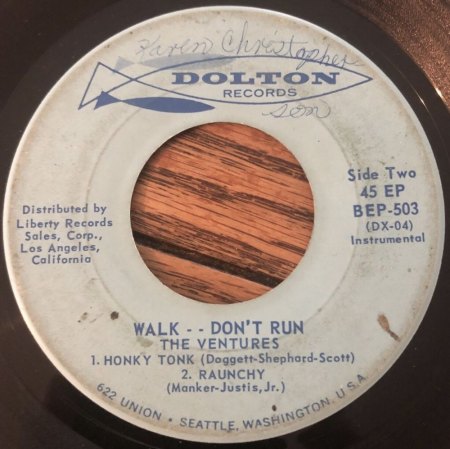 Karen Christopher
son
DOLTON
RECORDS
Side Two
45 EP
BEP-503
(DX-04)
Instrumental
Distributed by
Liberty Records
Sales, Corp.,
Los Angeles,
California
WALK - - DON'T RUN
THE VENTURES
1. HONKY TONK (Doggett-Shephard-Scott)
2. RAUNCHY
(Manker-Justis, Jr.)
622 UNION • SEATTLE, WASHINGTON, U.S.A.